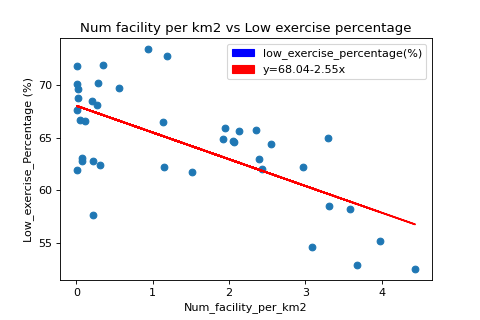 Num facility per km2 vs Low exercise percentage
low_exercise_percentage(%)
y=68.04-2.55x
Low_exercise_Percentage (%)
70
65
60
55
0 1 2 3 4
Num_facility_per_km2